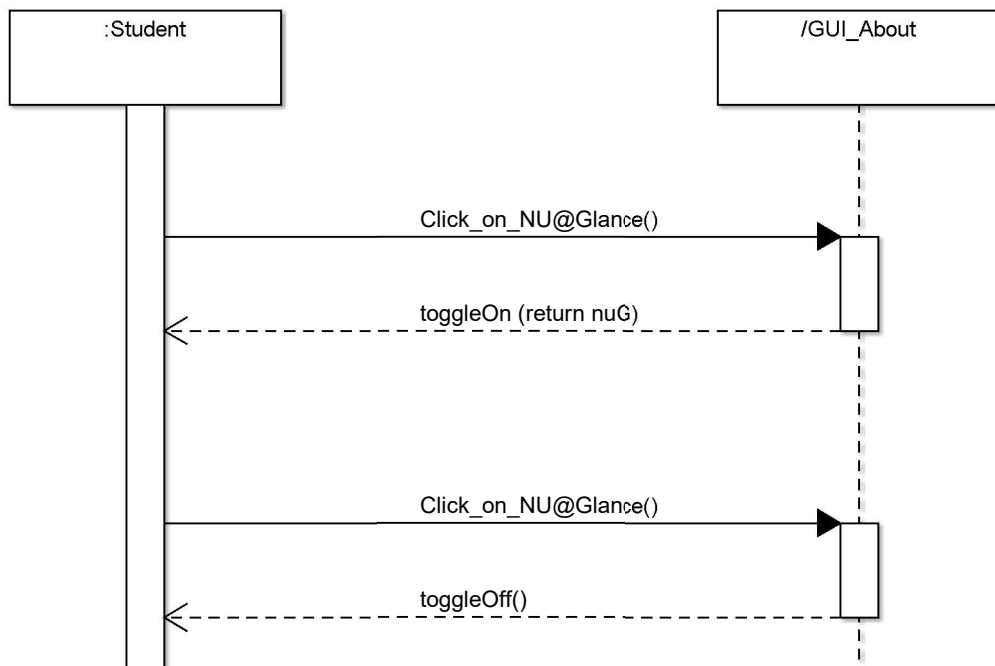 :Student
/GUI_About
Click_on_NU@Glance()
toggleOn (return nuG)
Click_on_NU@Glance()
toggleOff()